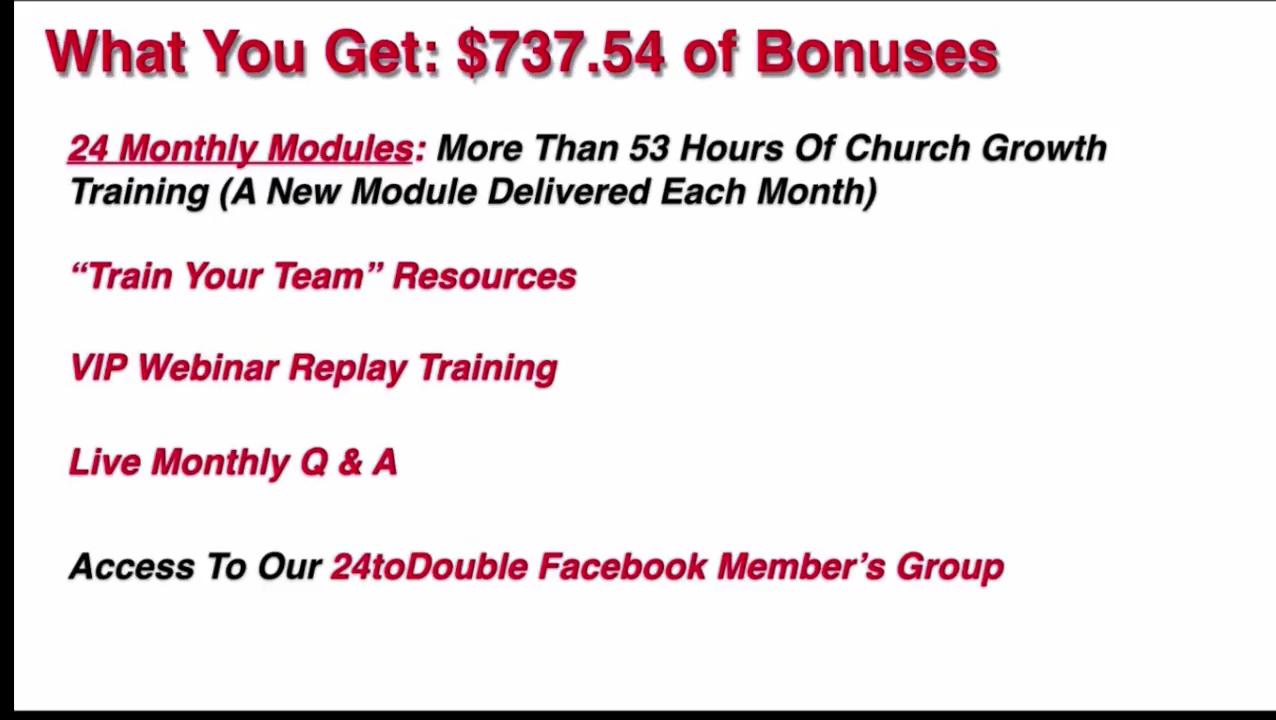 What You Get: $737.54 of Bonuses
24 Monthly Modules: More Than 53 Hours Of Church Growth
Training (A New Module Delivered Each Month)
“Train Your Team” Resources
VIP Webinar Replay Training
Live Monthly Q & A
Access To Our 24toDouble Facebook Member’s Group